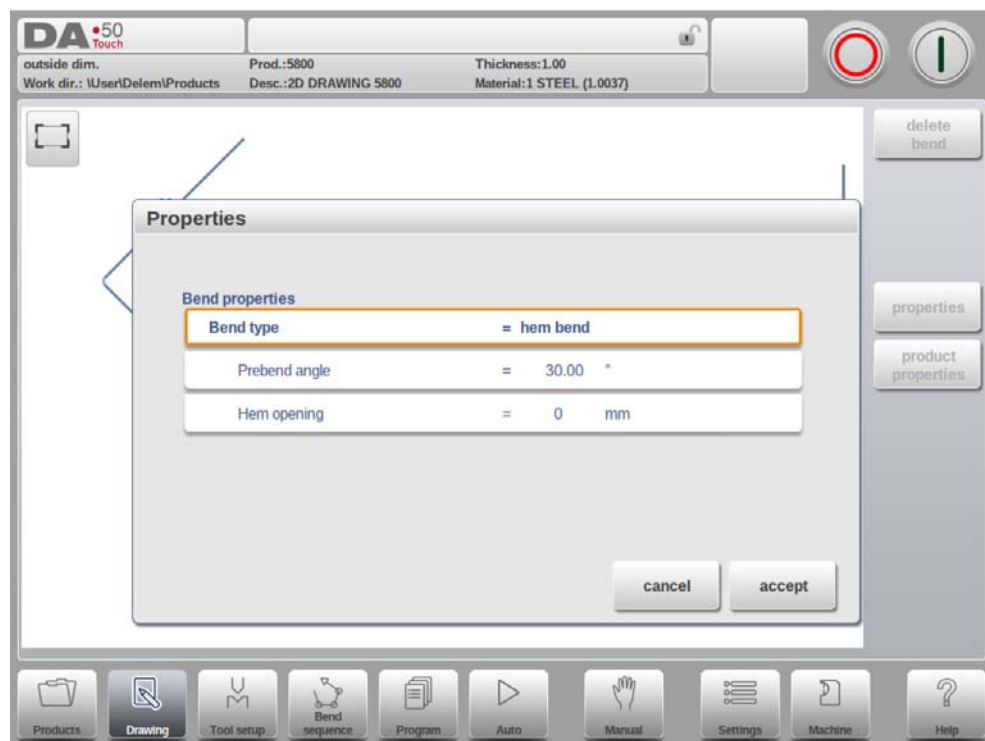 DA•50
Touch
outside dim. Prod.:5800 Thickness:1.00
Work dir.: \User\Delem\Products Desc.:2D DRAWING 5800 Material:1 STEEL (1.0037)
delete
bend
Properties
Bend properties
Bend type = hem bend
Prebend angle = 30.00 °
Hem opening = 0 mm
properties
product
properties
cancel accept
Products Drawing Tool setup Bend sequence Program Auto Manual Settings Machine Help